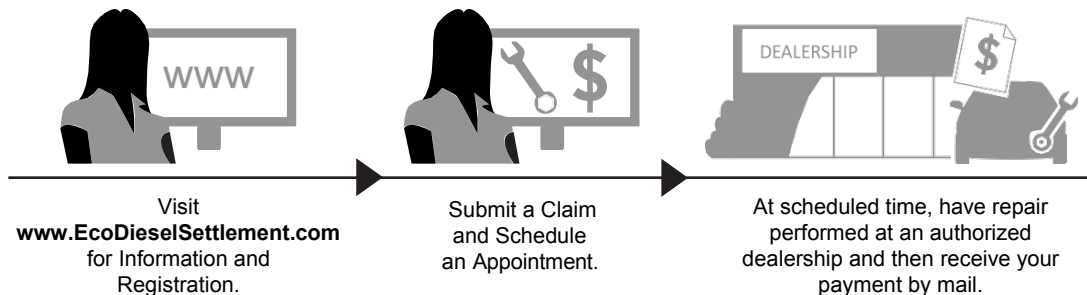 WWW
$
DEALERSHIP
$
Visit
www.EcoDieselSettlement.com
for Information and
Registration.
Submit a Claim
and Schedule
an Appointment.
At scheduled time, have repair
performed at an authorized
dealership and then receive your
payment by mail.